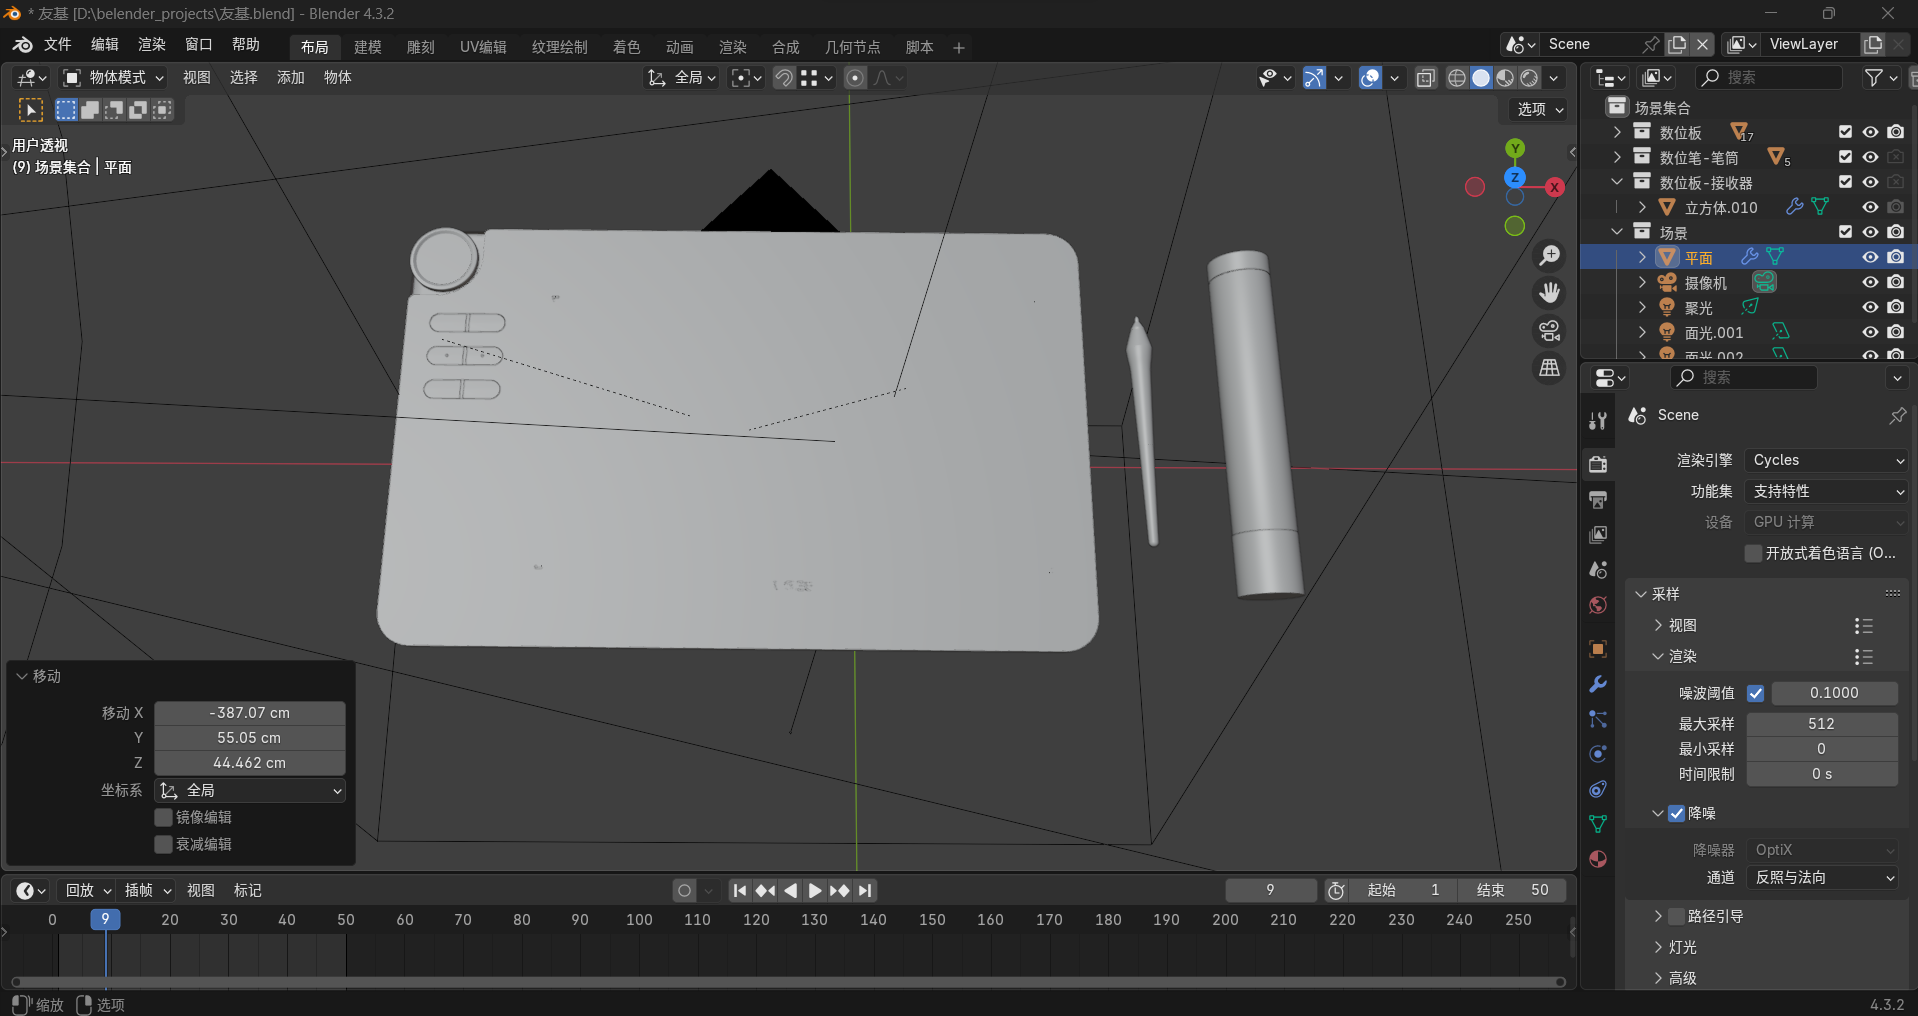 * 友基 [D:\belender_projects\友基.blend] - Blender 4.3.2
文件 编辑 渲染 窗口 帮助 布局 建模 雕刻 UV编辑 纹理绘制 着色 动画 渲染 合成 几何节点 脚本 + Scene ViewLayer
物体模式 视图 选择 添加 物体 全局
选项
用户透视
(9) 场景集合 | 平面
Y
Z
X
搜索
场景集合
数位板 17
数位笔-笔筒 5
数位板-接收器
立方体.010
场景
平面
摄像机
聚光
面光.001
面光.002
搜索
Scene
渲染引擎 Cycles
功能集 支持特性
设备 GPU 计算
开放式着色语言 (O...
采样
视图
渲染
噪波阈值 0.1000
最大采样 512
最小采样 0
时间限制 0 s
降噪
降噪器 OptiX
通道 反照与法向
路径引导
灯光
高级
移动
移动 X -387.07 cm
Y 55.05 cm
Z 44.462 cm
坐标系 全局
镜像编辑
衰减编辑
回放 插帧 视图 标记 9 起始 1 结束 50
0 9 20 30 40 50 60 70 80 90 100 110 120 130 140 150 160 170 180 190 200 210 220 230 240 250
缩放 选项 4.3.2